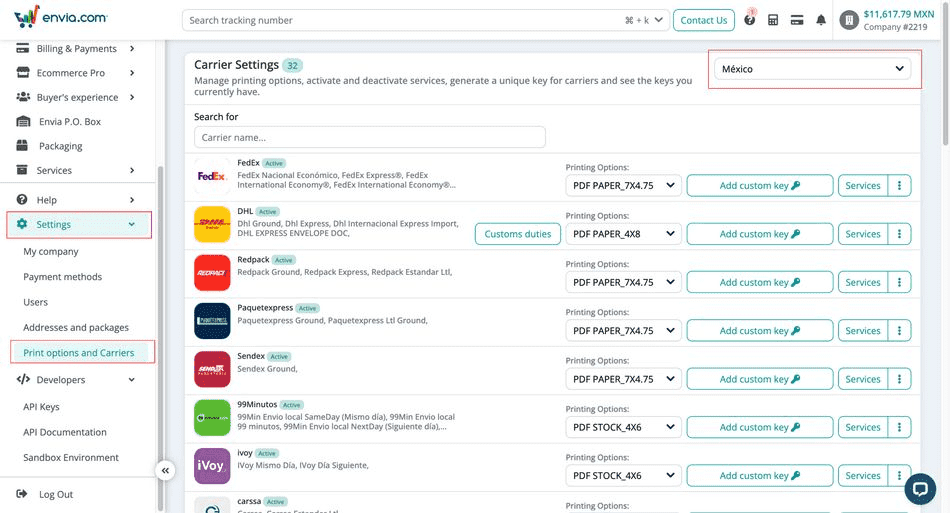 envia.com
Search tracking number
⌘ + k
Contact Us
1
$11,617.79 MXN
Company #2219
Billing & Payments
Ecommerce Pro
Buyer's experience
Envia P.O. Box
Packaging
Services
Help
Settings
My company
Payment methods
Users
Addresses and packages
Print options and Carriers
Developers
API Keys
API Documentation
Sandbox Environment
Log Out
Carrier Settings 32
Manage printing options, activate and deactivate services, generate a unique key for carriers and see the keys you
currently have.
México
Search for
Carrier name...
FedEx
FedEx Active
FedEx Nacional Económico, FedEx Express®, FedEx
International Economy®, FedEx International Economy®...
Printing Options:
PDF PAPER_7X4.75
Add custom key
Services
DHL Active
Dhl Ground, Dhl Express, Dhl Internacional Express Import,
DHL EXPRESS ENVELOPE DOC,
Customs duties
Printing Options:
PDF PAPER_4X8
Add custom key
Services
REDPACK
Redpack Active
Redpack Ground, Redpack Express, Redpack Estandar Ltl,
Printing Options:
PDF PAPER_7X4.75
Add custom key
Services
Paquetexpress Active
Paquetexpress Ground, Paquetexpress Ltl Ground,
Printing Options:
PDF PAPER_7X4.75
Add custom key
Services
Sendex Active
Sendex Ground,
Printing Options:
PDF PAPER_7X4.75
Add custom key
Services
99Minutos Active
99Min Envio local SameDay (Mismo día), 99Min Envio local
99 minutos, 99Min Envio local NextDay (Siguiente día),...
Printing Options:
PDF STOCK_4X6
Add custom key
Services
iVoy
ivoy Active
IVoy Mismo Día, IVoy Día Siguiente,
Printing Options:
PDF STOCK_4X6
Add custom key
Services
carssa Active
Printing Options: